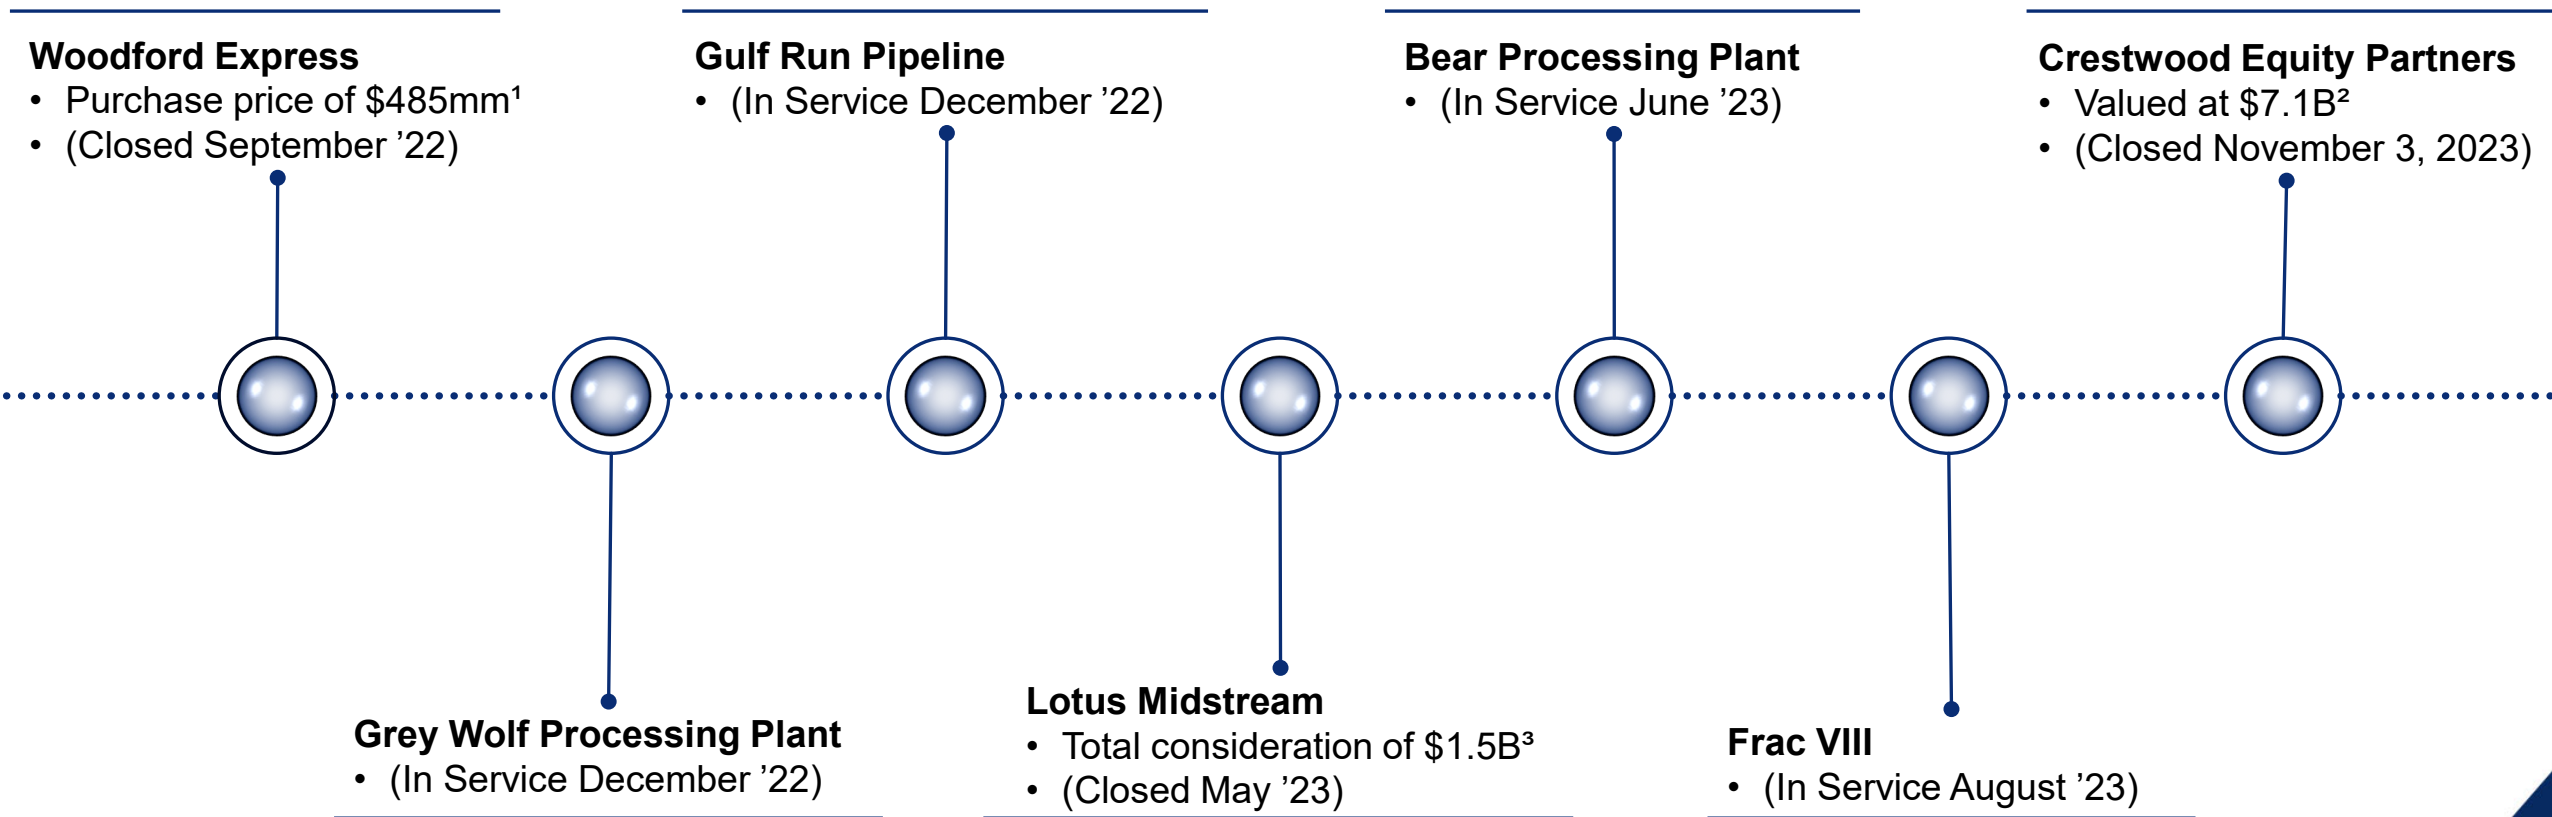 Woodford Express
• Purchase price of $485mm¹
• (Closed September ’22)
Gulf Run Pipeline
• (In Service December ’22)
Bear Processing Plant
• (In Service June ’23)
Crestwood Equity Partners
• Valued at $7.1B²
• (Closed November 3, 2023)
Grey Wolf Processing Plant
• (In Service December ’22)
Lotus Midstream
• Total consideration of $1.5B³
• (Closed May ’23)
Frac VIII
• (In Service August ’23)